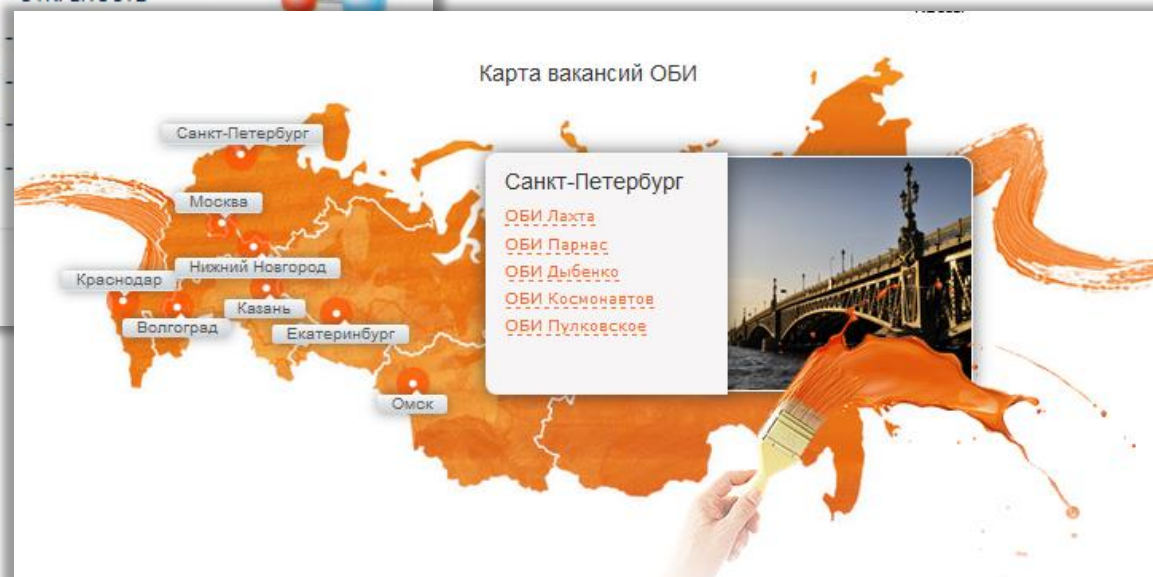 Карта вакансий ОБИ
Санкт-Петербург
Москва
Нижний Новгород
Краснодар
Казань
Волгоград
Екатеринбург
Омск
Санкт-Петербург
ОБИ Лахта
ОБИ Парнас
ОБИ Дыбенко
ОБИ Космонавтов
ОБИ Пулковское